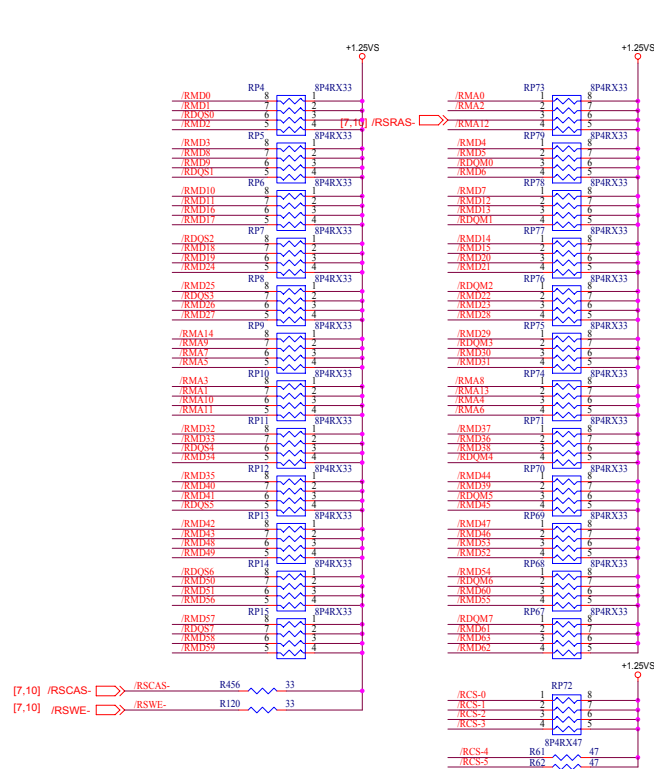 +1.25VS
RP4 8P4RX33
/RMD0 8 1
/RMD1 7 2
/RDQS0 6 3
/RMD2 5 4
RP5 8P4RX33
/RMD3 8 1
/RMD8 7 2
/RMD9 6 3
/RDQS1 5 4
RP6 8P4RX33
/RMD10 8 1
/RMD11 7 2
/RMD16 6 3
/RMD17 5 4
RP7 8P4RX33
/RDQS2 8 1
/RMD18 7 2
/RMD19 6 3
/RMD24 5 4
RP8 8P4RX33
/RMD25 8 1
/RDQS3 7 2
/RMD26 6 3
/RMD27 5 4
RP9 8P4RX33
/RMA14 8 1
/RMA9 7 2
/RMA7 6 3
/RMA5 5 4
RP10 8P4RX33
/RMA3 8 1
/RMA1 7 2
/RMA10 6 3
/RMA11 5 4
RP11 8P4RX33
/RMD32 8 1
/RMD33 7 2
/RDQS4 6 3
/RMD34 5 4
RP12 8P4RX33
/RMD35 8 1
/RMD40 7 2
/RMD41 6 3
/RDQS5 5 4
RP13 8P4RX33
/RMD42 8 1
/RMD43 7 2
/RMD48 6 3
/RMD49 5 4
RP14 8P4RX33
/RDQS6 8 1
/RMD50 7 2
/RMD51 6 3
/RMD56 5 4
RP15 8P4RX33
/RMD57 8 1
/RDQS7 7 2
/RMD58 6 3
/RMD59 5 4
[7,10] /RSCAS- /RSCAS- R456 33
[7,10] /RSWE- /RSWE- R120 33
+1.25VS
RP73 8P4RX33
/RMA0 1 8
/RMA2 2 7
[7,10] /RSRAS- 3 6
/RMA12 4 5
RP79 8P4RX33
/RMD4 1 8
/RMD5 2 7
/RDQM0 3 6
/RMD6 4 5
RP78 8P4RX33
/RMD7 1 8
/RMD12 2 7
/RMD13 3 6
/RDQM1 4 5
RP77 8P4RX33
/RMD14 1 8
/RMD15 2 7
/RMD20 3 6
/RMD21 4 5
RP76 8P4RX33
/RDQM2 1 8
/RMD22 2 7
/RMD23 3 6
/RMD28 4 5
RP75 8P4RX33
/RMD29 1 8
/RDQM3 2 7
/RMD30 3 6
/RMD31 4 5
RP74 8P4RX33
/RMA8 1 8
/RMA13 2 7
/RMA4 3 6
/RMA6 4 5
RP71 8P4RX33
/RMD37 1 8
/RMD36 2 7
/RMD38 3 6
/RDQM4 4 5
RP70 8P4RX33
/RMD44 1 8
/RMD39 2 7
/RDQM5 3 6
/RMD45 4 5
RP69 8P4RX33
/RMD47 1 8
/RMD46 2 7
/RMD53 3 6
/RMD52 4 5
RP68 8P4RX33
/RMD54 1 8
/RDQM6 2 7
/RMD60 3 6
/RMD55 4 5
RP67 8P4RX33
/RDQM7 1 8
/RMD61 2 7
/RMD63 3 6
/RMD62 4 5
+1.25VS
RP72
/RCS-0 1 8
/RCS-1 2 7
/RCS-2 3 6
/RCS-3 4 5
8P4RX47
/RCS-4 R61 47
/RCS-5 R62 47